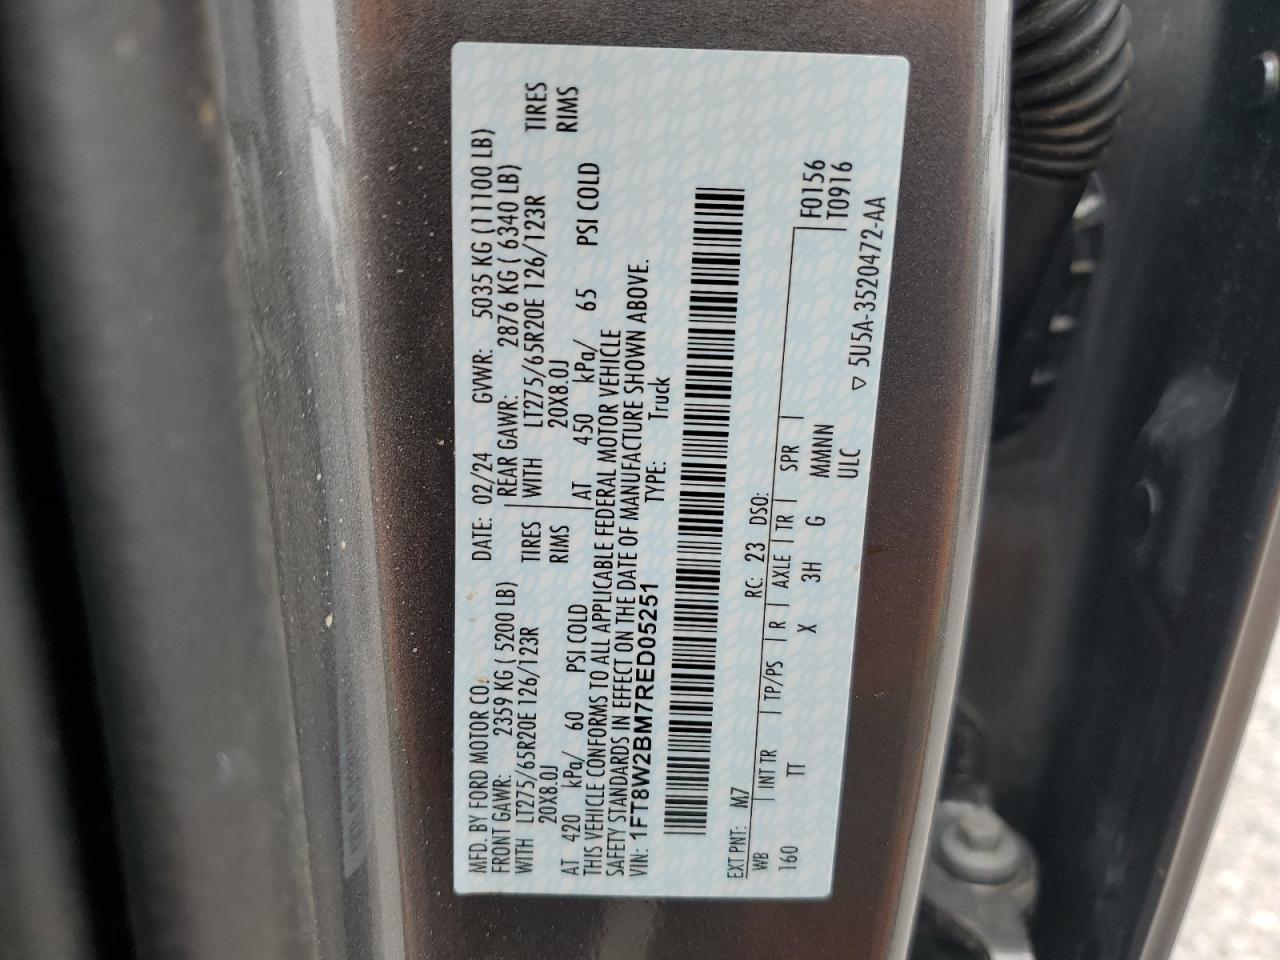 MFD. BY FORD MOTOR CO. DATE: 02/24 GVWR: 5035 KG (11100 LB)
FRONT GAWR: 2359 KG ( 5200 LB) REAR GAWR: 2876 KG ( 6340 LB)
WITH LT275/65R20E 126/123R TIRES WITH LT275/65R20E 126/123R TIRES
20X8.0J RIMS 20X8.0J RIMS
AT 420 kPa/ 60 PSI COLD AT 450 kPa/ 65 PSI COLD
THIS VEHICLE CONFORMS TO ALL APPLICABLE FEDERAL MOTOR VEHICLE
SAFETY STANDARDS IN EFFECT ON THE DATE OF MANUFACTURE SHOWN ABOVE.
VIN: 1FT8W2BM7RED05251 TYPE: Truck
EXT PNT: M7 RC: 23 DSO: F0156
WB INT TR TP/PS R AXLE TR SPR T0916
160 TT X 3H G MMMNN
ULC
▽ 5U5A-3520472-AA